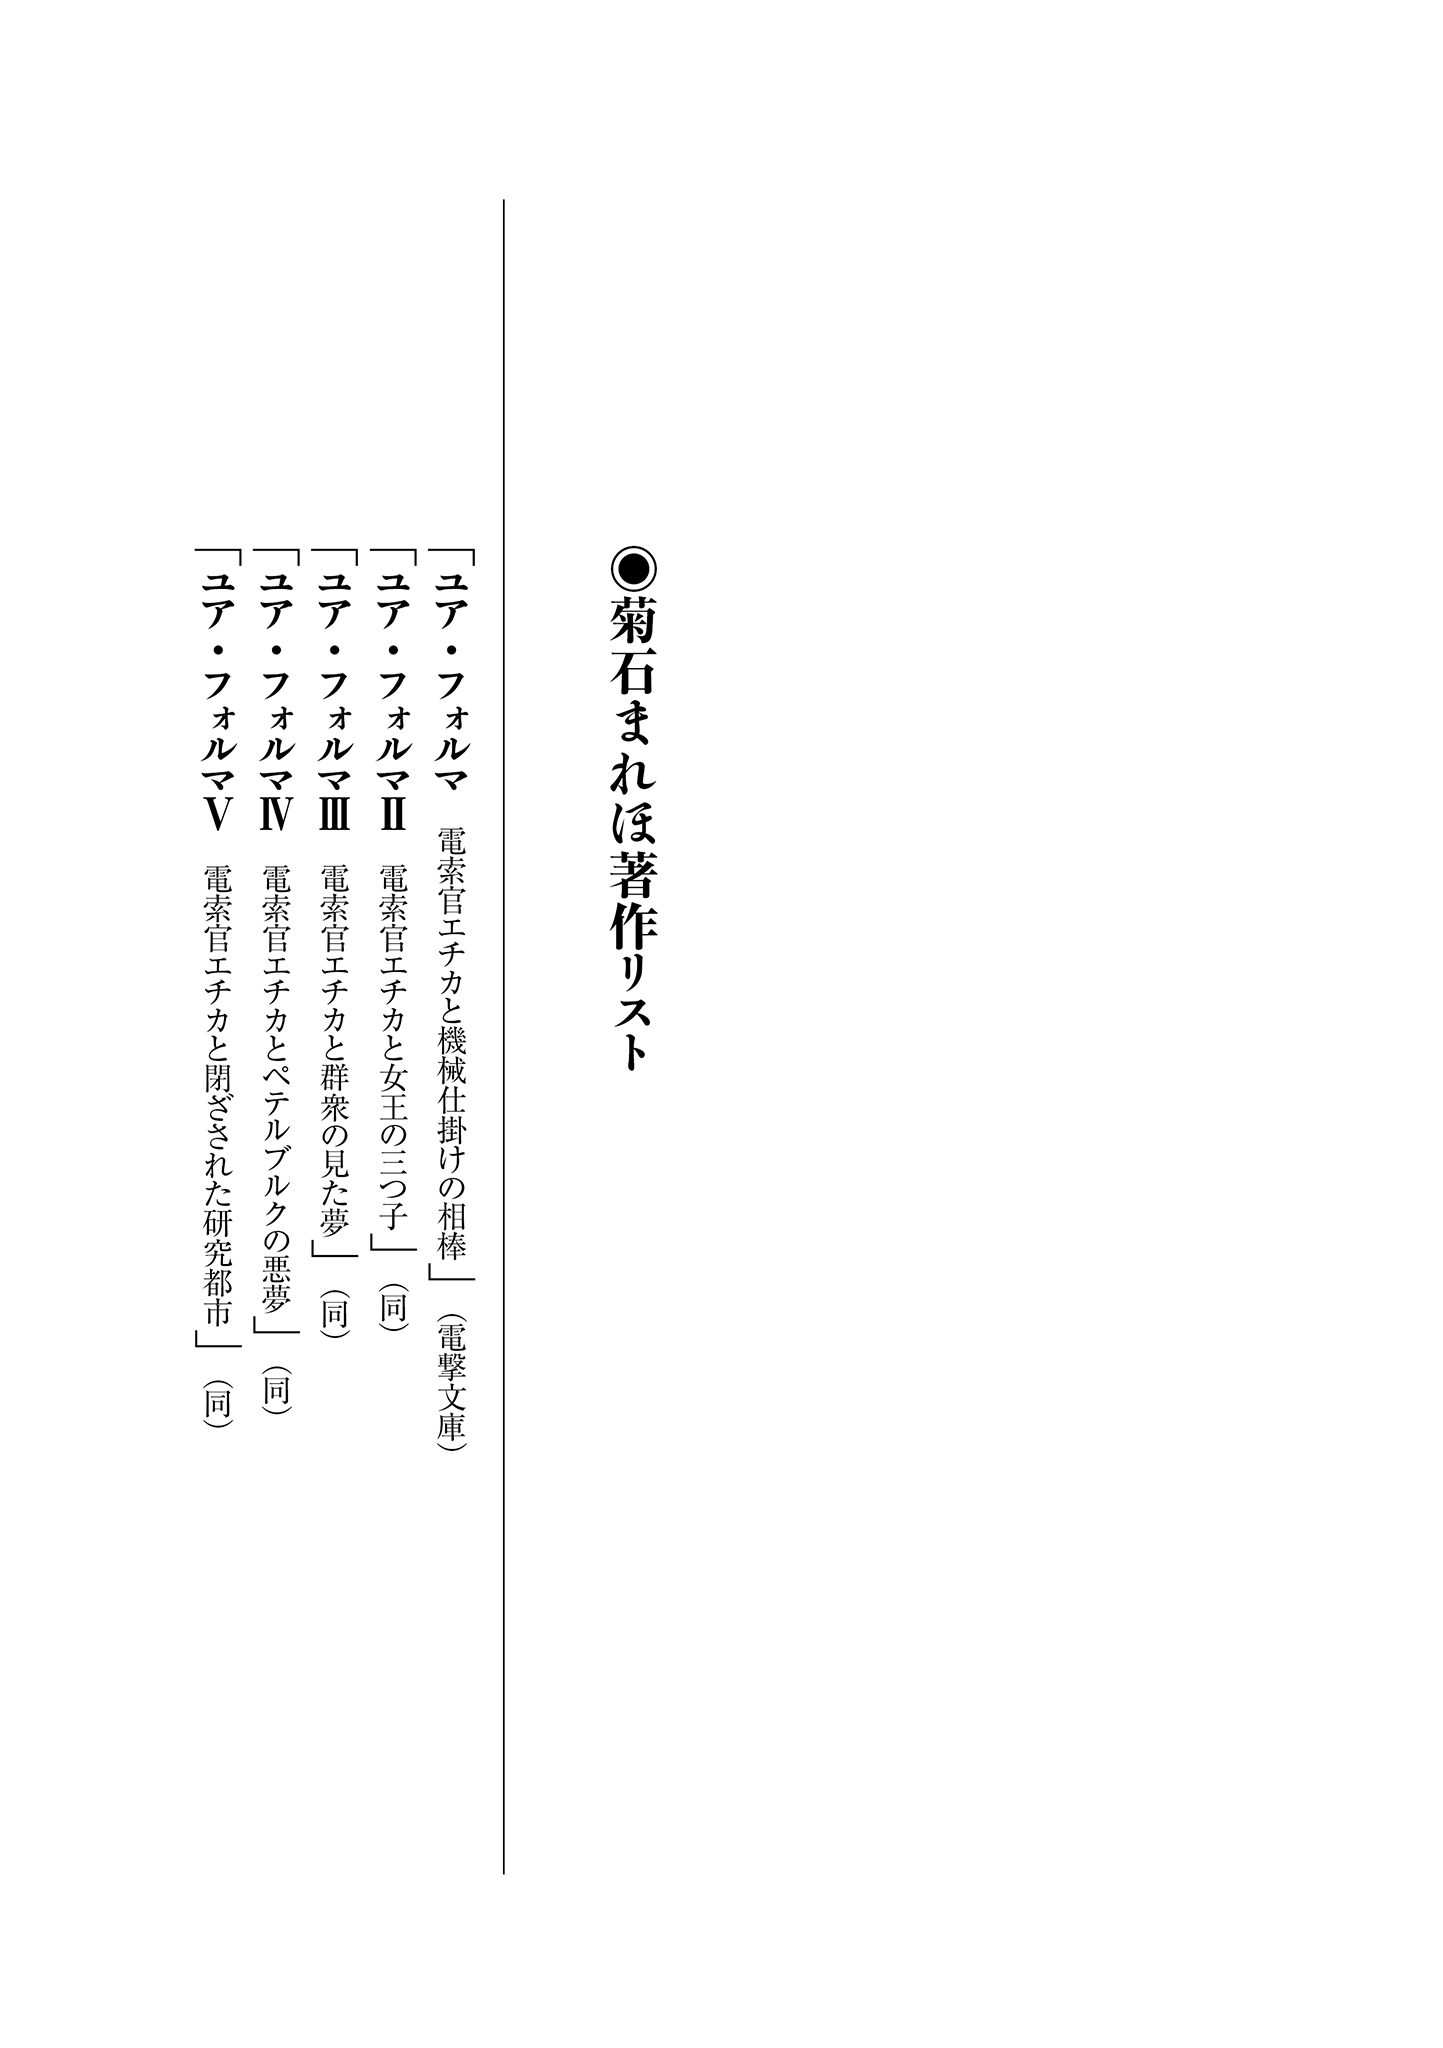 ◉菊石まれほ著作リスト
「ユア・フォルマ　電索官エチカと機械仕掛けの相棒」（電撃文庫）
「ユア・フォルマⅡ　電索官エチカと女王の三つ子」（同）
「ユア・フォルマⅢ　電索官エチカと群衆の見た夢」（同）
「ユア・フォルマⅣ　電索官エチカとペテルブルクの悪夢」（同）
「ユア・フォルマⅤ　電索官エチカと閉ざされた研究都市」（同）